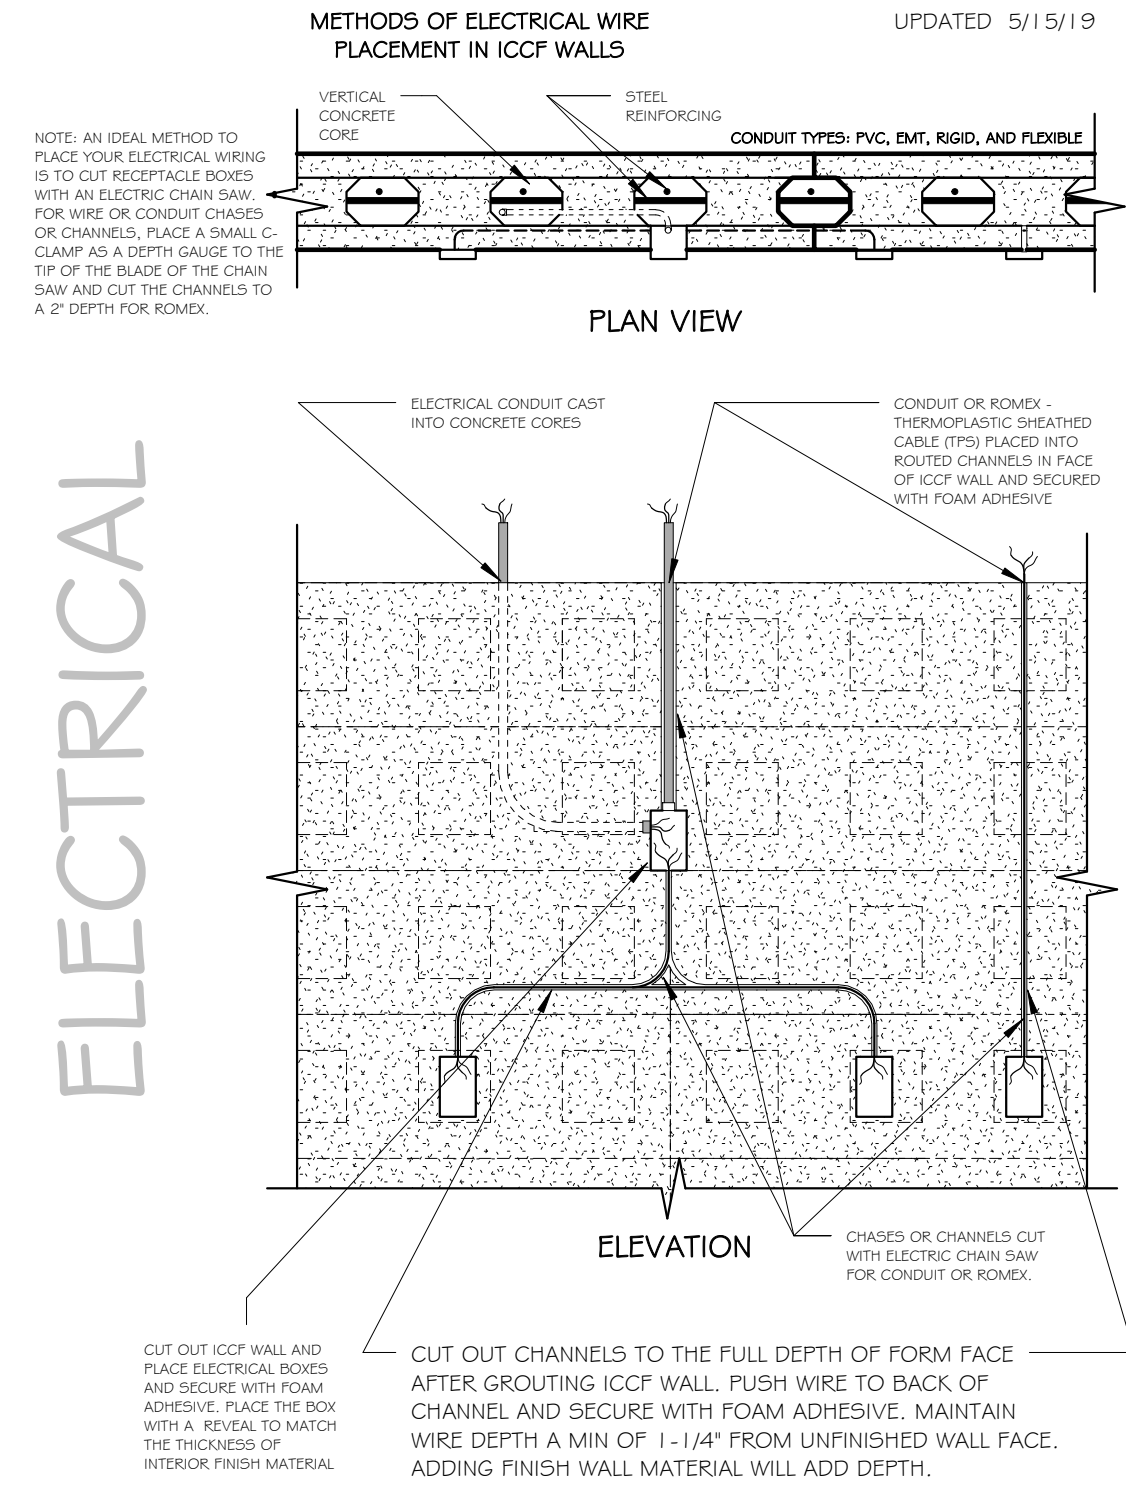 METHODS OF ELECTRICAL WIRE
PLACEMENT IN ICCF WALLS
UPDATED 5/15/19
VERTICAL
CONCRETE
CORE
STEEL
REINFORCING
CONDUIT TYPES: PVC, EMT, RIGID, AND FLEXIBLE
NOTE: AN IDEAL METHOD TO
PLACE YOUR ELECTRICAL WIRING
IS TO CUT RECEPTACLE BOXES
WITH AN ELECTRIC CHAIN SAW.
FOR WIRE OR CONDUIT CHASES
OR CHANNELS, PLACE A SMALL C-
CLAMP AS A DEPTH GAUGE TO THE
TIP OF THE BLADE OF THE CHAIN
SAW AND CUT THE CHANNELS TO
A 2" DEPTH FOR ROMEX.
PLAN VIEW
ELECTRICAL CONDUIT CAST
INTO CONCRETE CORES
CONDUIT OR ROMEX -
THERMOPLASTIC SHEATHED
CABLE (TPS) PLACED INTO
ROUTED CHANNELS IN FACE
OF ICCF WALL AND SECURED
WITH FOAM ADHESIVE
ELECTRICAL
ELEVATION
CHASES OR CHANNELS CUT
WITH ELECTRIC CHAIN SAW
FOR CONDUIT OR ROMEX.
CUT OUT ICCF WALL AND
PLACE ELECTRICAL BOXES
AND SECURE WITH FOAM
ADHESIVE. PLACE THE BOX
WITH A REVEAL TO MATCH
THE THICKNESS OF
INTERIOR FINISH MATERIAL
CUT OUT CHANNELS TO THE FULL DEPTH OF FORM FACE
AFTER GROUTING ICCF WALL. PUSH WIRE TO BACK OF
CHANNEL AND SECURE WITH FOAM ADHESIVE. MAINTAIN
WIRE DEPTH A MIN OF 1-1/4" FROM UNFINISHED WALL FACE.
ADDING FINISH WALL MATERIAL WILL ADD DEPTH.